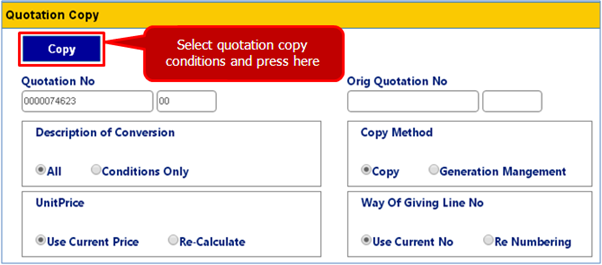 Quotation Copy
Copy
Select quotation copy
conditions and press here
Quotation No
Orig Quotation No
0000074623 00
Description of Conversion
Copy Method
All Conditions Only
Copy Generation Mangement
UnitPrice
Way Of Giving Line No
Use Current Price Re-Calculate
Use Current No Re Numbering